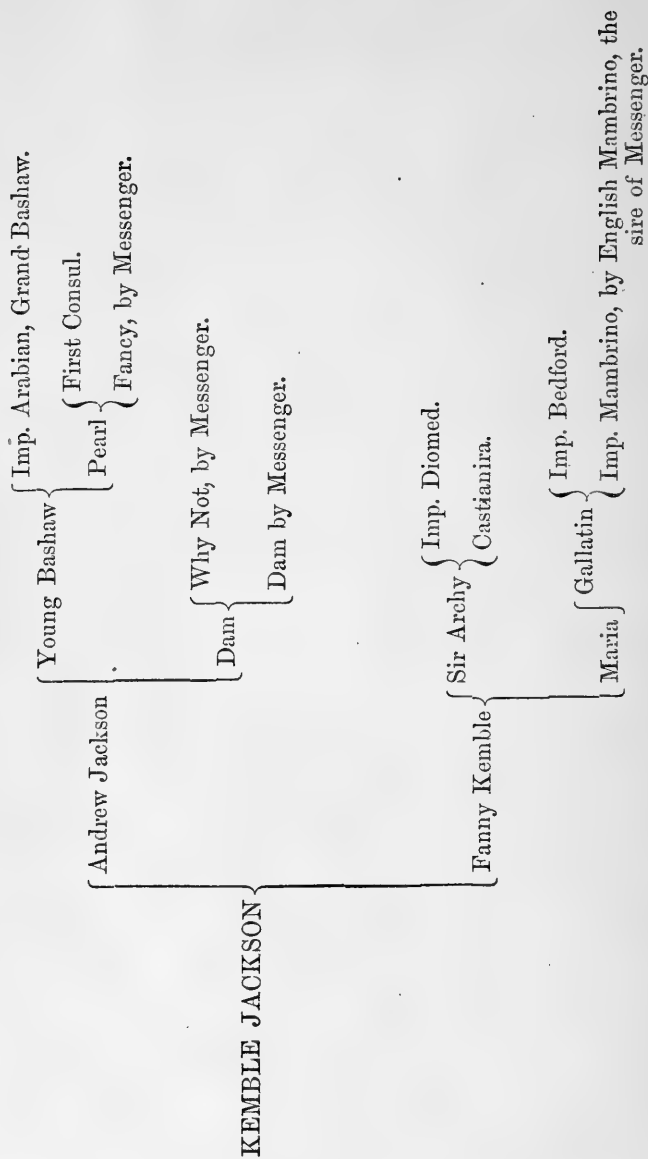 KEMBLE JACKSON
Andrew Jackson
Young Bashaw
Imp. Arabian, Grand Bashaw.
Pearl
First Consul.
Fancy, by Messenger.
Dam
Why Not, by Messenger.
Dam by Messenger.
Fanny Kemble
Sir Archy
Imp. Diomed.
Castianira.
Maria
Gallatin
Imp. Bedford.
Imp. Mambrino, by English Mambrino, the
sire of Messenger.